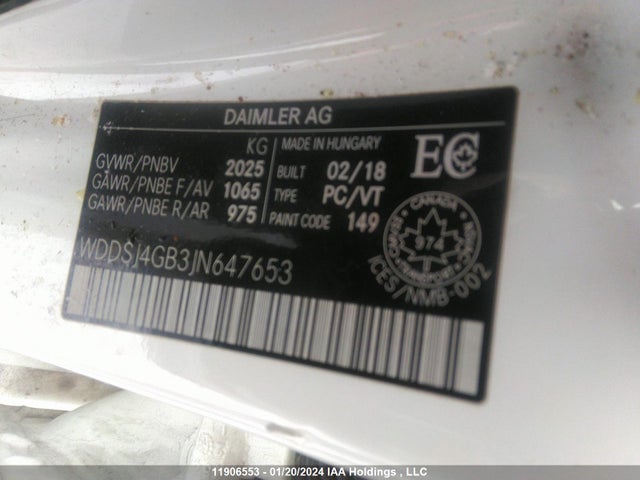 DAIMLER AG
KG
GVWR/PNBV 2025
GAWR/PNBE F/AV 1065
GAWR/PNBE R/AR 975
MADE IN HUNGARY
BUILT 02/18
TYPE PC/VT
PAINT CODE 149
EC
CANADA
974
TRANSPORT
ICES/NMB-002
WDDSJ4GB3JN647653
11906553 - 01/20/2024 IAA Holdings , LLC